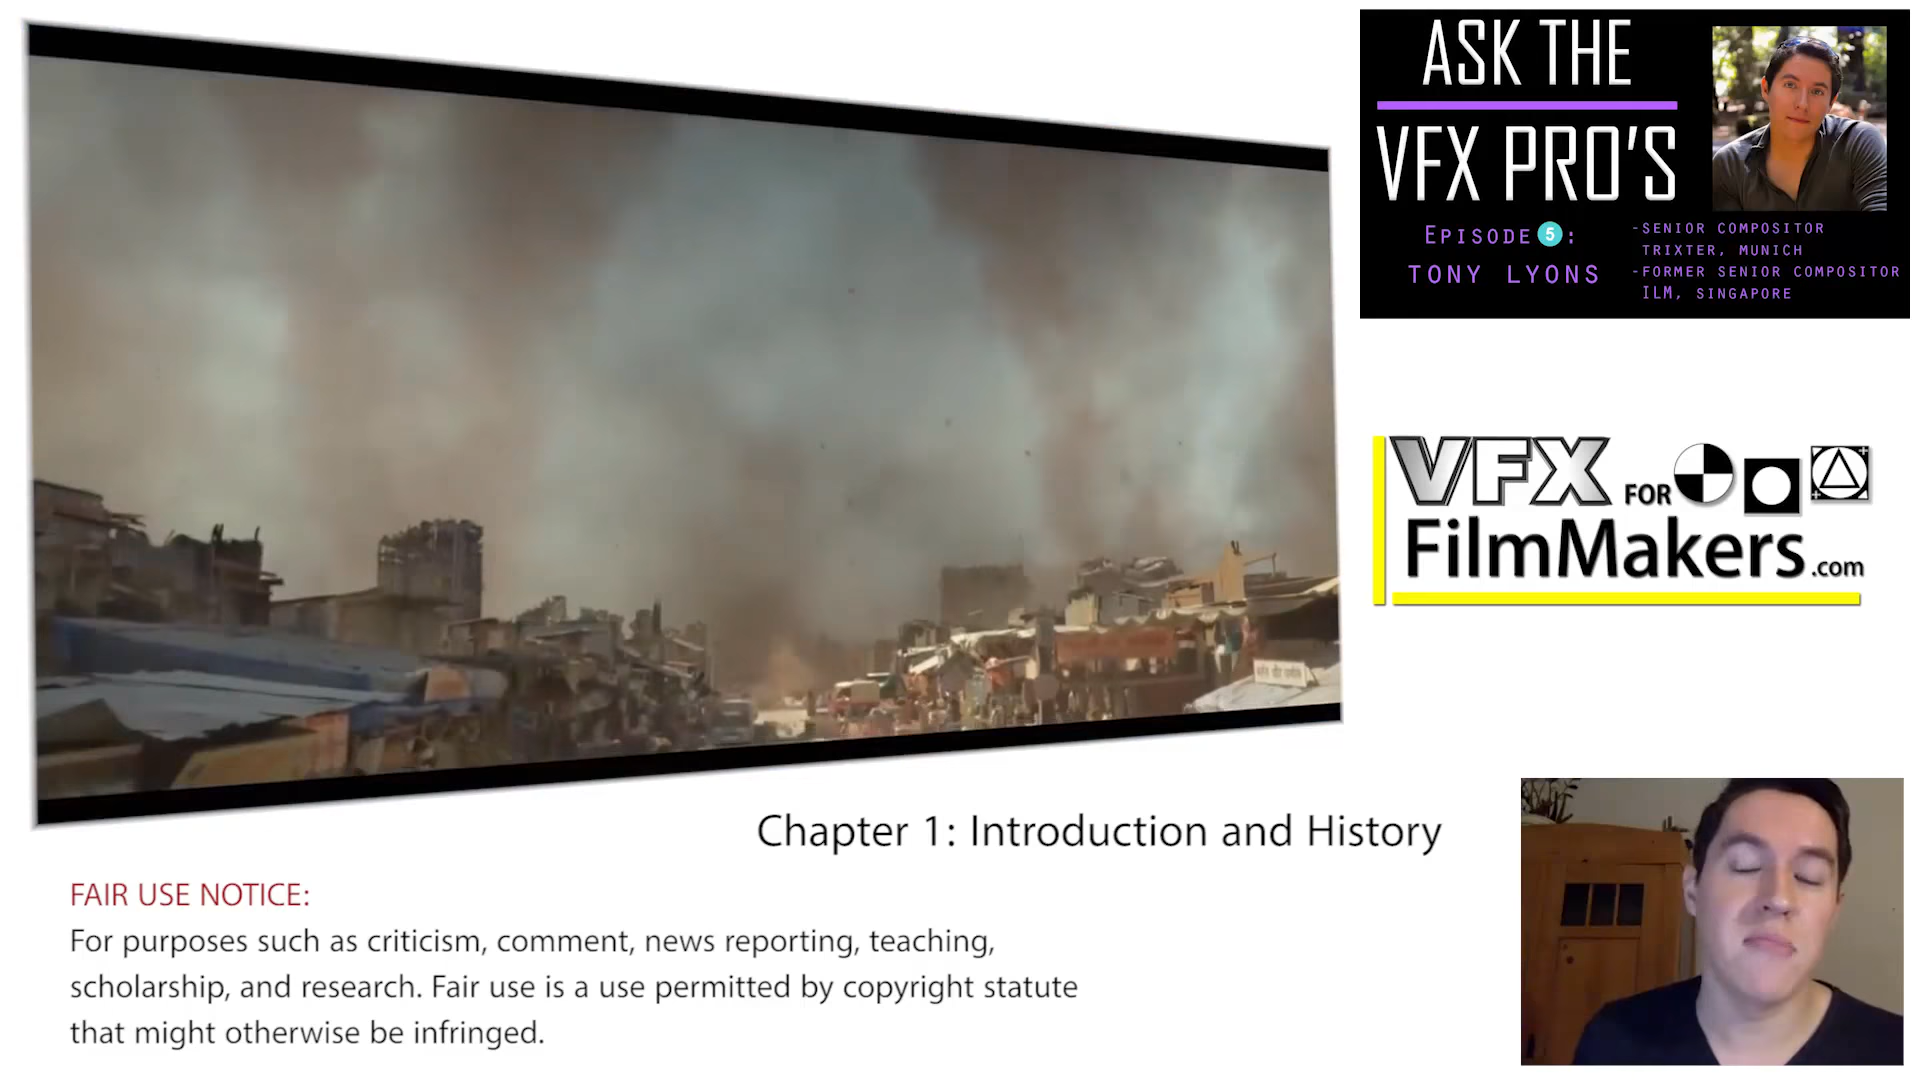 ASK THE
VFX PRO'S
EPISODE 5:
TONY LYONS
-SENIOR COMPOSITOR
TRIXTER, MUNICH
-FORMER SENIOR COMPOSITOR
ILM, SINGAPORE
VFX FOR
FilmMakers.com
Chapter 1: Introduction and History
FAIR USE NOTICE:
For purposes such as criticism, comment, news reporting, teaching,
scholarship, and research. Fair use is a use permitted by copyright statute
that might otherwise be infringed.